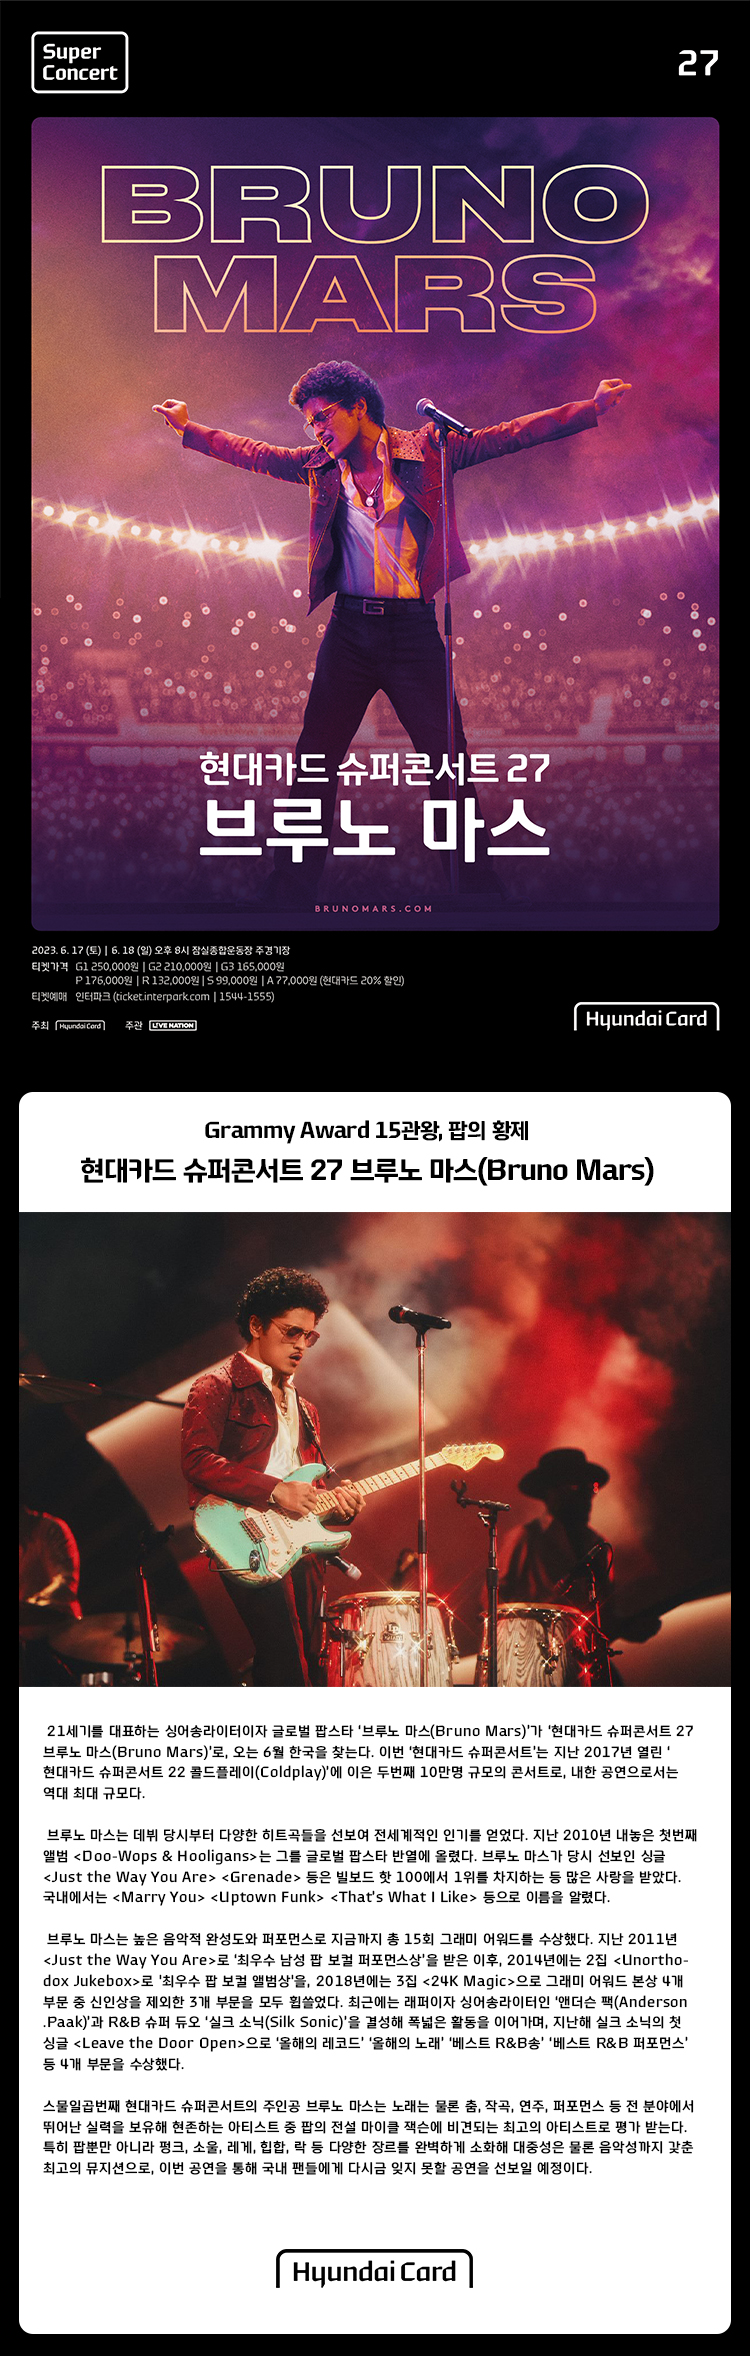 Super
Concert
27
BRUNO
MARS
현대카드 슈퍼콘서트 27
브루노 마스
BRUNOMARS.COM
2023. 6. 17 (토) | 6. 18 (일) 오후 8시 잠실종합운동장 주경기장
티켓가격 G1 250,000원 | G2 210,000원 | G3 165,000원
P 176,000원 | R 132,000원 | S 99,000원 | A 77,000원 (현대카드 20% 할인)
티켓예매 인터파크 (ticket.interpark.com | 1544-1555)
주최 Hyundai Card 주관 LIVE NATION
Hyundai Card
Grammy Award 15관왕, 팝의 황제
현대카드 슈퍼콘서트 27 브루노 마스(Bruno Mars)
21세기를 대표하는 싱어송라이터이자 글로벌 팝스타 '브루노 마스(Bruno Mars)'가 '현대카드 슈퍼콘서트 27
브루노 마스(Bruno Mars)'로, 오는 6월 한국을 찾는다. 이번 '현대카드 슈퍼콘서트'는 지난 2017년 열린 '
현대카드 슈퍼콘서트 22 콜드플레이(Coldplay)'에 이은 두번째 10만명 규모의 콘서트로, 내한 공연으로서는
역대 최대 규모다.
브루노 마스는 데뷔 당시부터 다양한 히트곡들을 선보여 전세계적인 인기를 얻었다. 지난 2010년 내놓은 첫번째
앨범 <Doo-Wops & Hooligans>는 그를 글로벌 팝스타 반열에 올렸다. 브루노 마스가 당시 선보인 싱글
<Just the Way You Are> <Grenade> 등은 빌보드 핫 100에서 1위를 차지하는 등 많은 사랑을 받았다.
국내에서는 <Marry You> <Uptown Funk> <That's What I Like> 등으로 이름을 알렸다.
브루노 마스는 높은 음악적 완성도와 퍼포먼스로 지금까지 총 15회 그래미 어워드를 수상했다. 지난 2011년
<Just the Way You Are>로 '최우수 남성 팝 보컬 퍼포먼스상'을 받은 이후, 2014년에는 2집 <Unortho-
dox Jukebox>로 '최우수 팝 보컬 앨범상'을, 2018년에는 3집 <24K Magic>으로 그래미 어워드 본상 4개
부문 중 신인상을 제외한 3개 부문을 모두 휩쓸었다. 최근에는 래퍼이자 싱어송라이터인 '앤더슨 팩(Anderson
.Paak)'과 R&B 슈퍼 듀오 '실크 소닉(Silk Sonic)'을 결성해 폭넓은 활동을 이어가며, 지난해 실크 소닉의 첫
싱글 <Leave the Door Open>으로 '올해의 레코드' '올해의 노래' '베스트 R&B송' '베스트 R&B 퍼포먼스'
등 4개 부문을 수상했다.
스물일곱번째 현대카드 슈퍼콘서트의 주인공 브루노 마스는 노래는 물론 춤, 작곡, 연주, 퍼포먼스 등 전 분야에서
뛰어난 실력을 보유해 현존하는 아티스트 중 팝의 전설 마이클 잭슨에 비견되는 최고의 아티스트로 평가 받는다.
특히 팝뿐만 아니라 펑크, 소울, 레게, 힙합, 락 등 다양한 장르를 완벽하게 소화해 대중성은 물론 음악성까지 갖춘
최고의 뮤지션으로, 이번 공연을 통해 국내 팬들에게 다시금 잊지 못할 공연을 선보일 예정이다.
Hyundai Card